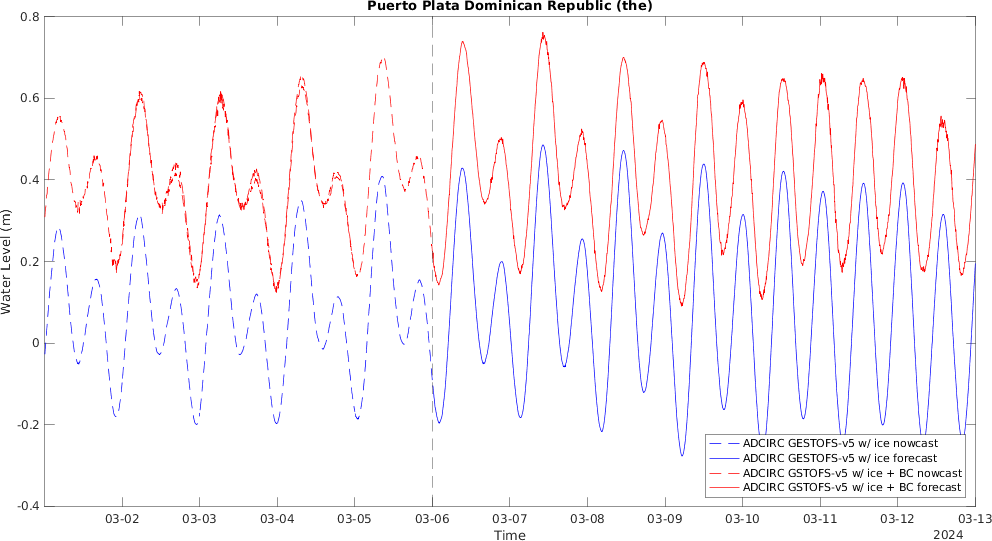 Puerto Plata Dominican Republic (the)
Water Level (m)
0.8
0.6
0.4
0.2
0
-0.2
-0.4
ADCIRC GESTOFS-v5 w/ ice nowcast
ADCIRC GESTOFS-v5 w/ ice forecast
ADCIRC GSTOFS-v5 w/ ice + BC nowcast
ADCIRC GSTOFS-v5 w/ ice + BC forecast
03-02 03-03 03-04 03-05 03-06 03-07 03-08 03-09 03-10 03-11 03-12 03-13
Time
2024